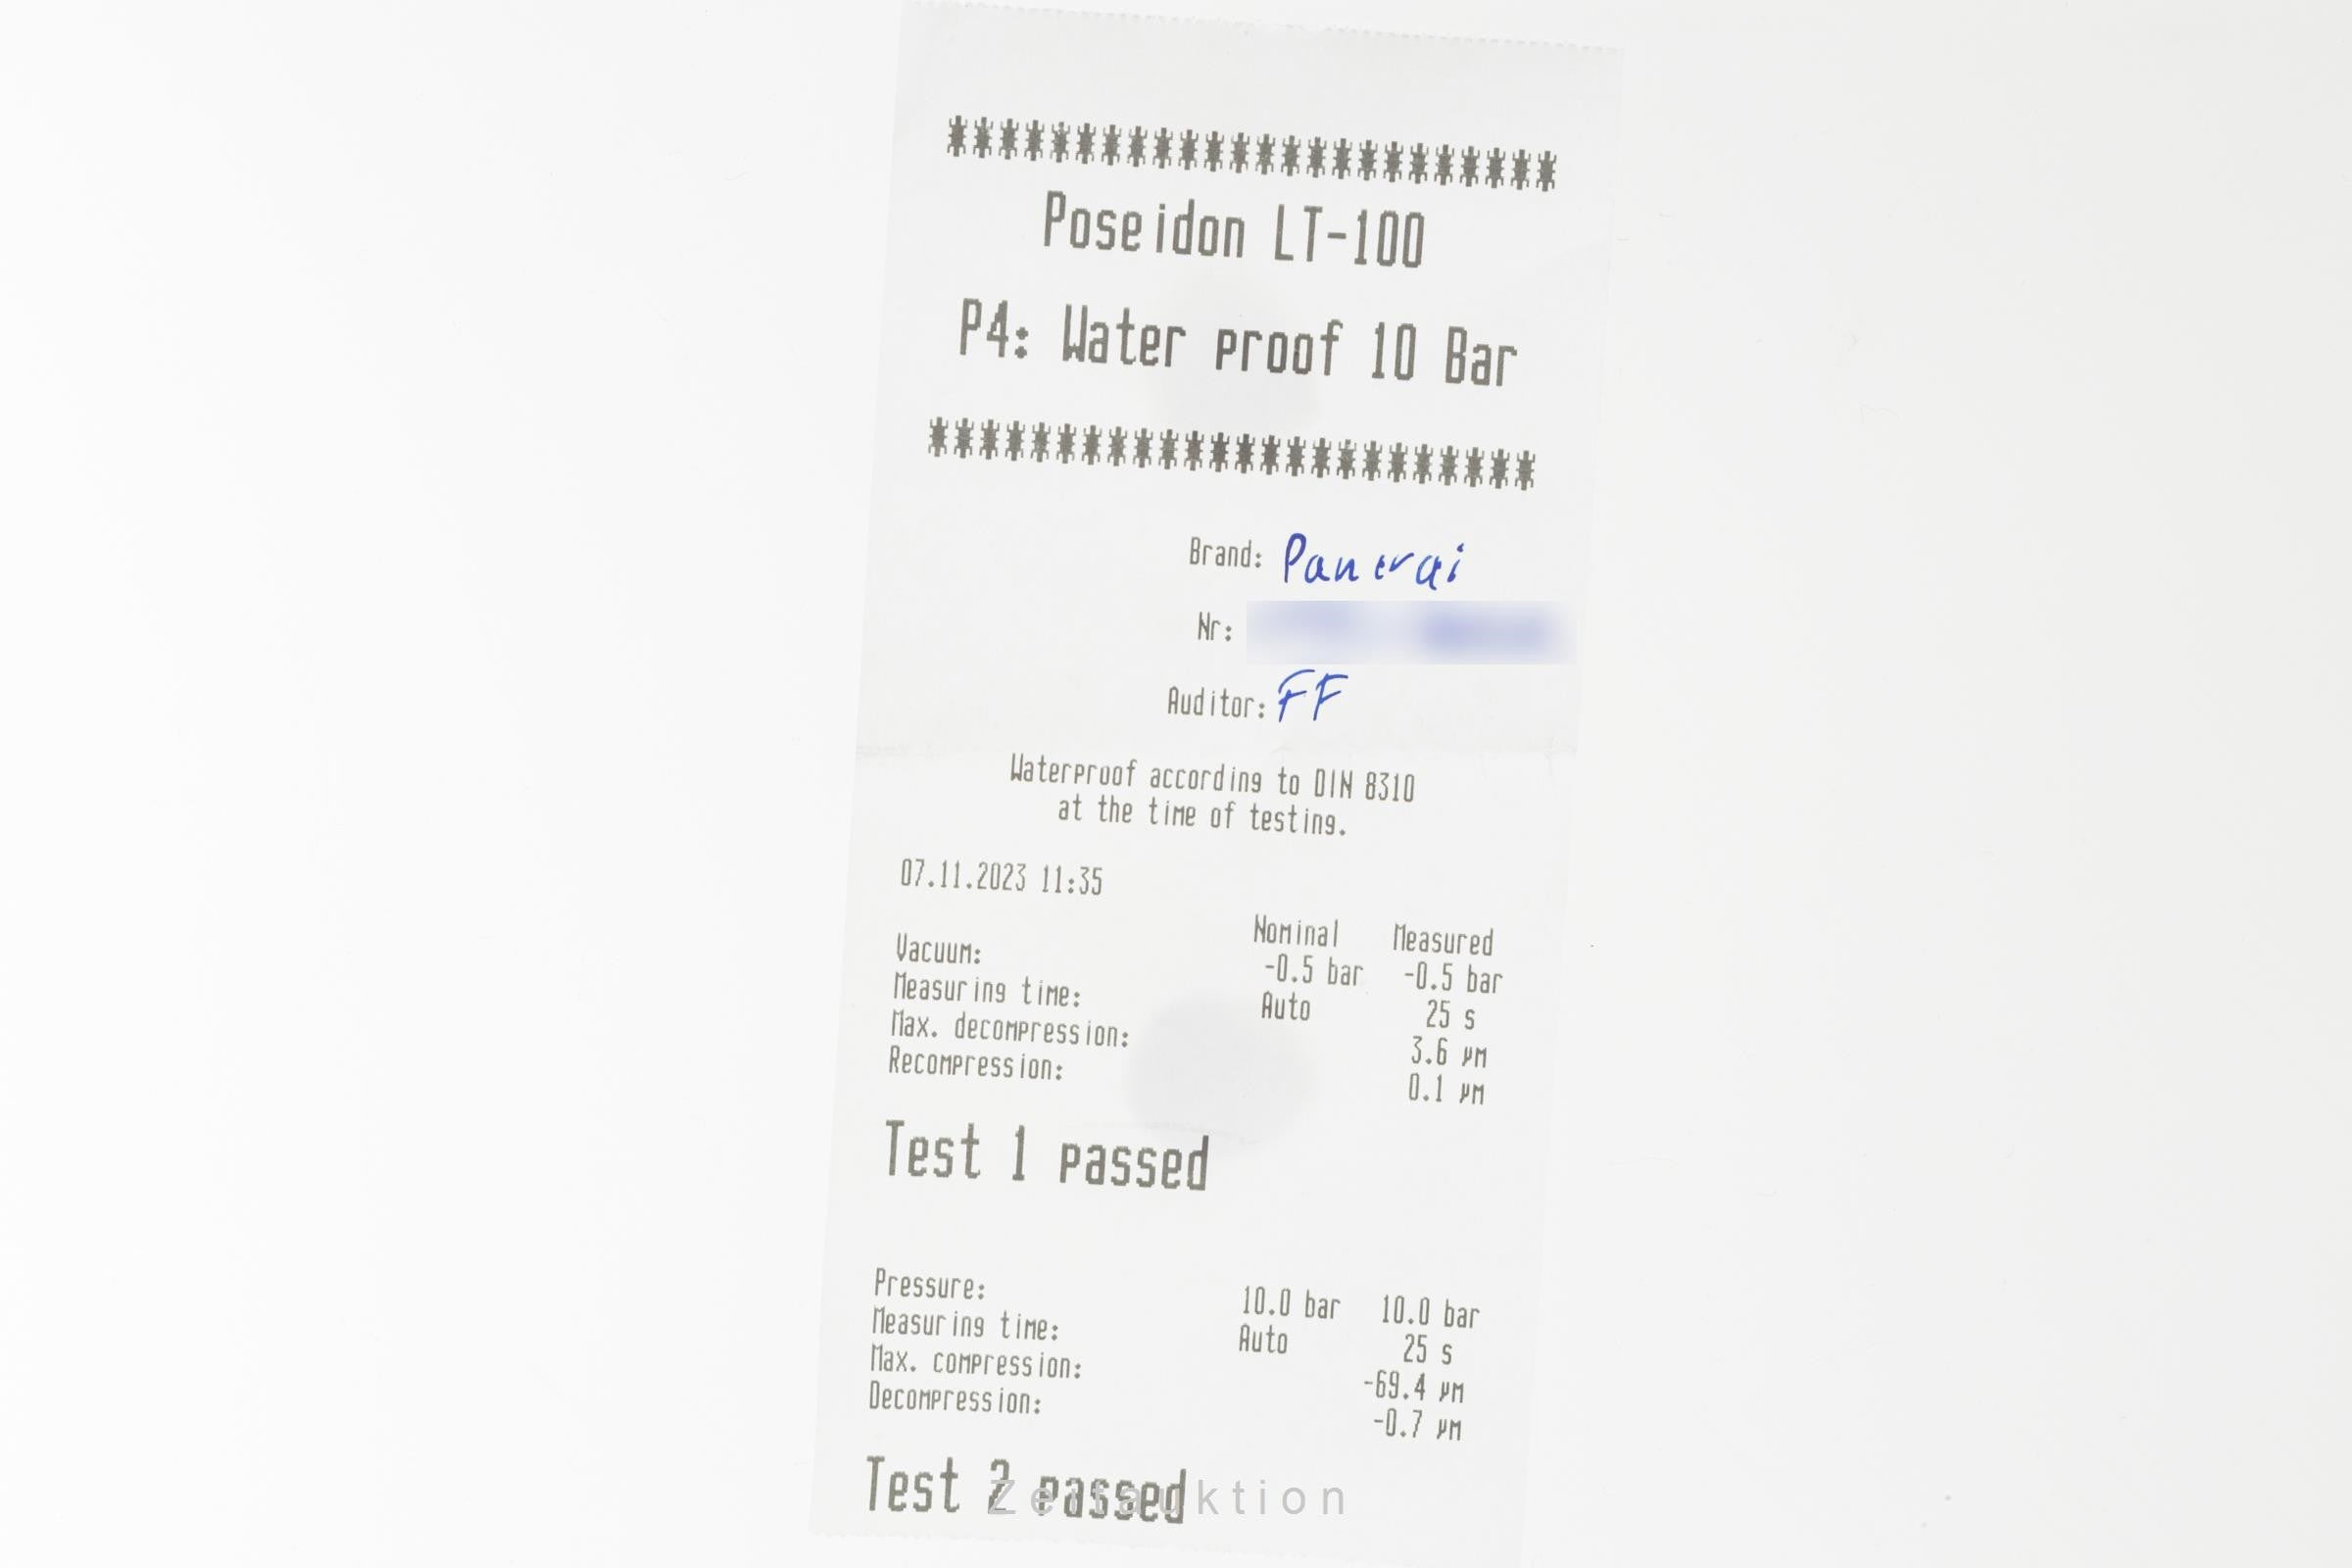 ************************
Poseidon LT-100
P4: Water proof 10 Bar
************************
Brand: Panerai
Nr:
Auditor: FF
Waterproof according to DIN 8310
at the time of testing.
07.11.2023 11:35
Nominal Measured
Vacuum: -0.5 bar -0.5 bar
Measuring time: Auto 25 s
Max. decompression: 3.6 µm
Recompression: 0.1 µm
Test 1 passed
Pressure: 10.0 bar 10.0 bar
Measuring time: Auto 25 s
Max. compression: -69.4 µm
Decompression: -0.7 µm
Test 2 passed
Zeitauktion